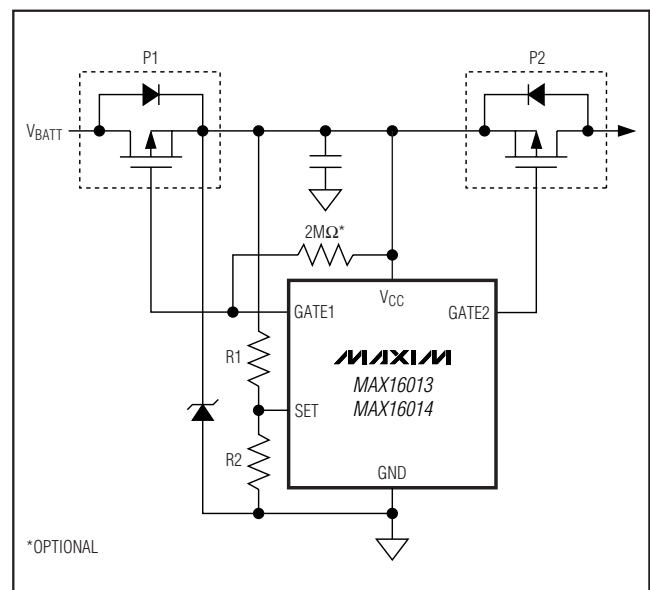 P1
P2
VBATT
2MΩ*
VCC
GATE1
GATE2
R1
MAXIM
MAX16013
MAX16014
SET
R2
GND
*OPTIONAL